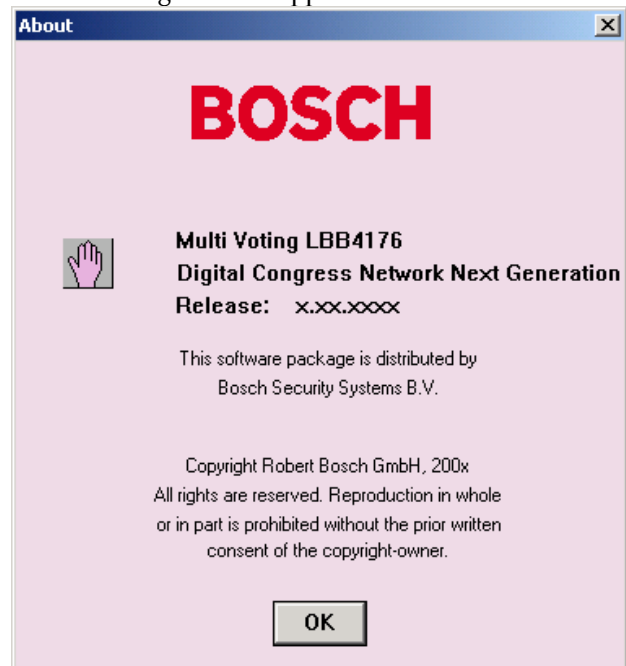 About
BOSCH
Multi Voting LBB4176
Digital Congress Network Next Generation
Release: x.xx.xxxx
This software package is distributed by
Bosch Security Systems B.V.
Copyright Robert Bosch GmbH, 200x
All rights are reserved. Reproduction in whole
or in part is prohibited without the prior written
consent of the copyright-owner.
OK